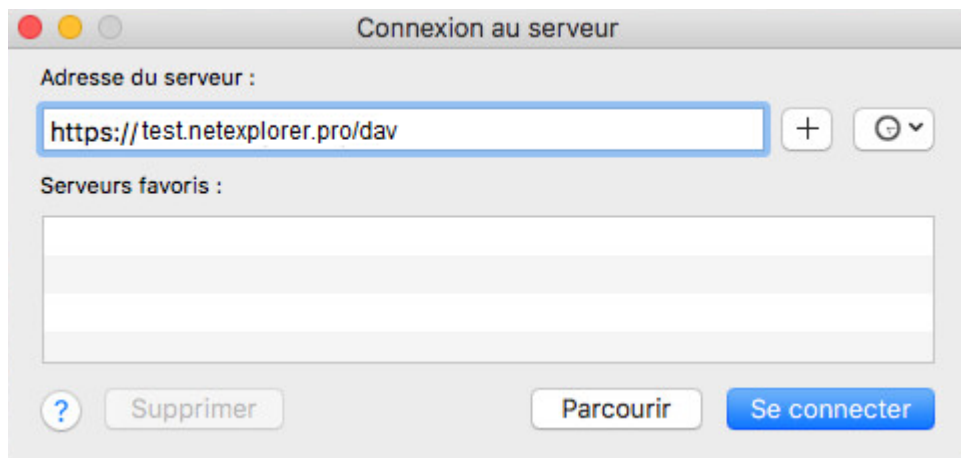 Connexion au serveur
Adresse du serveur :
https://test.netexplorer.pro/dav
Serveurs favoris :
? Supprimer Parcourir Se connecter